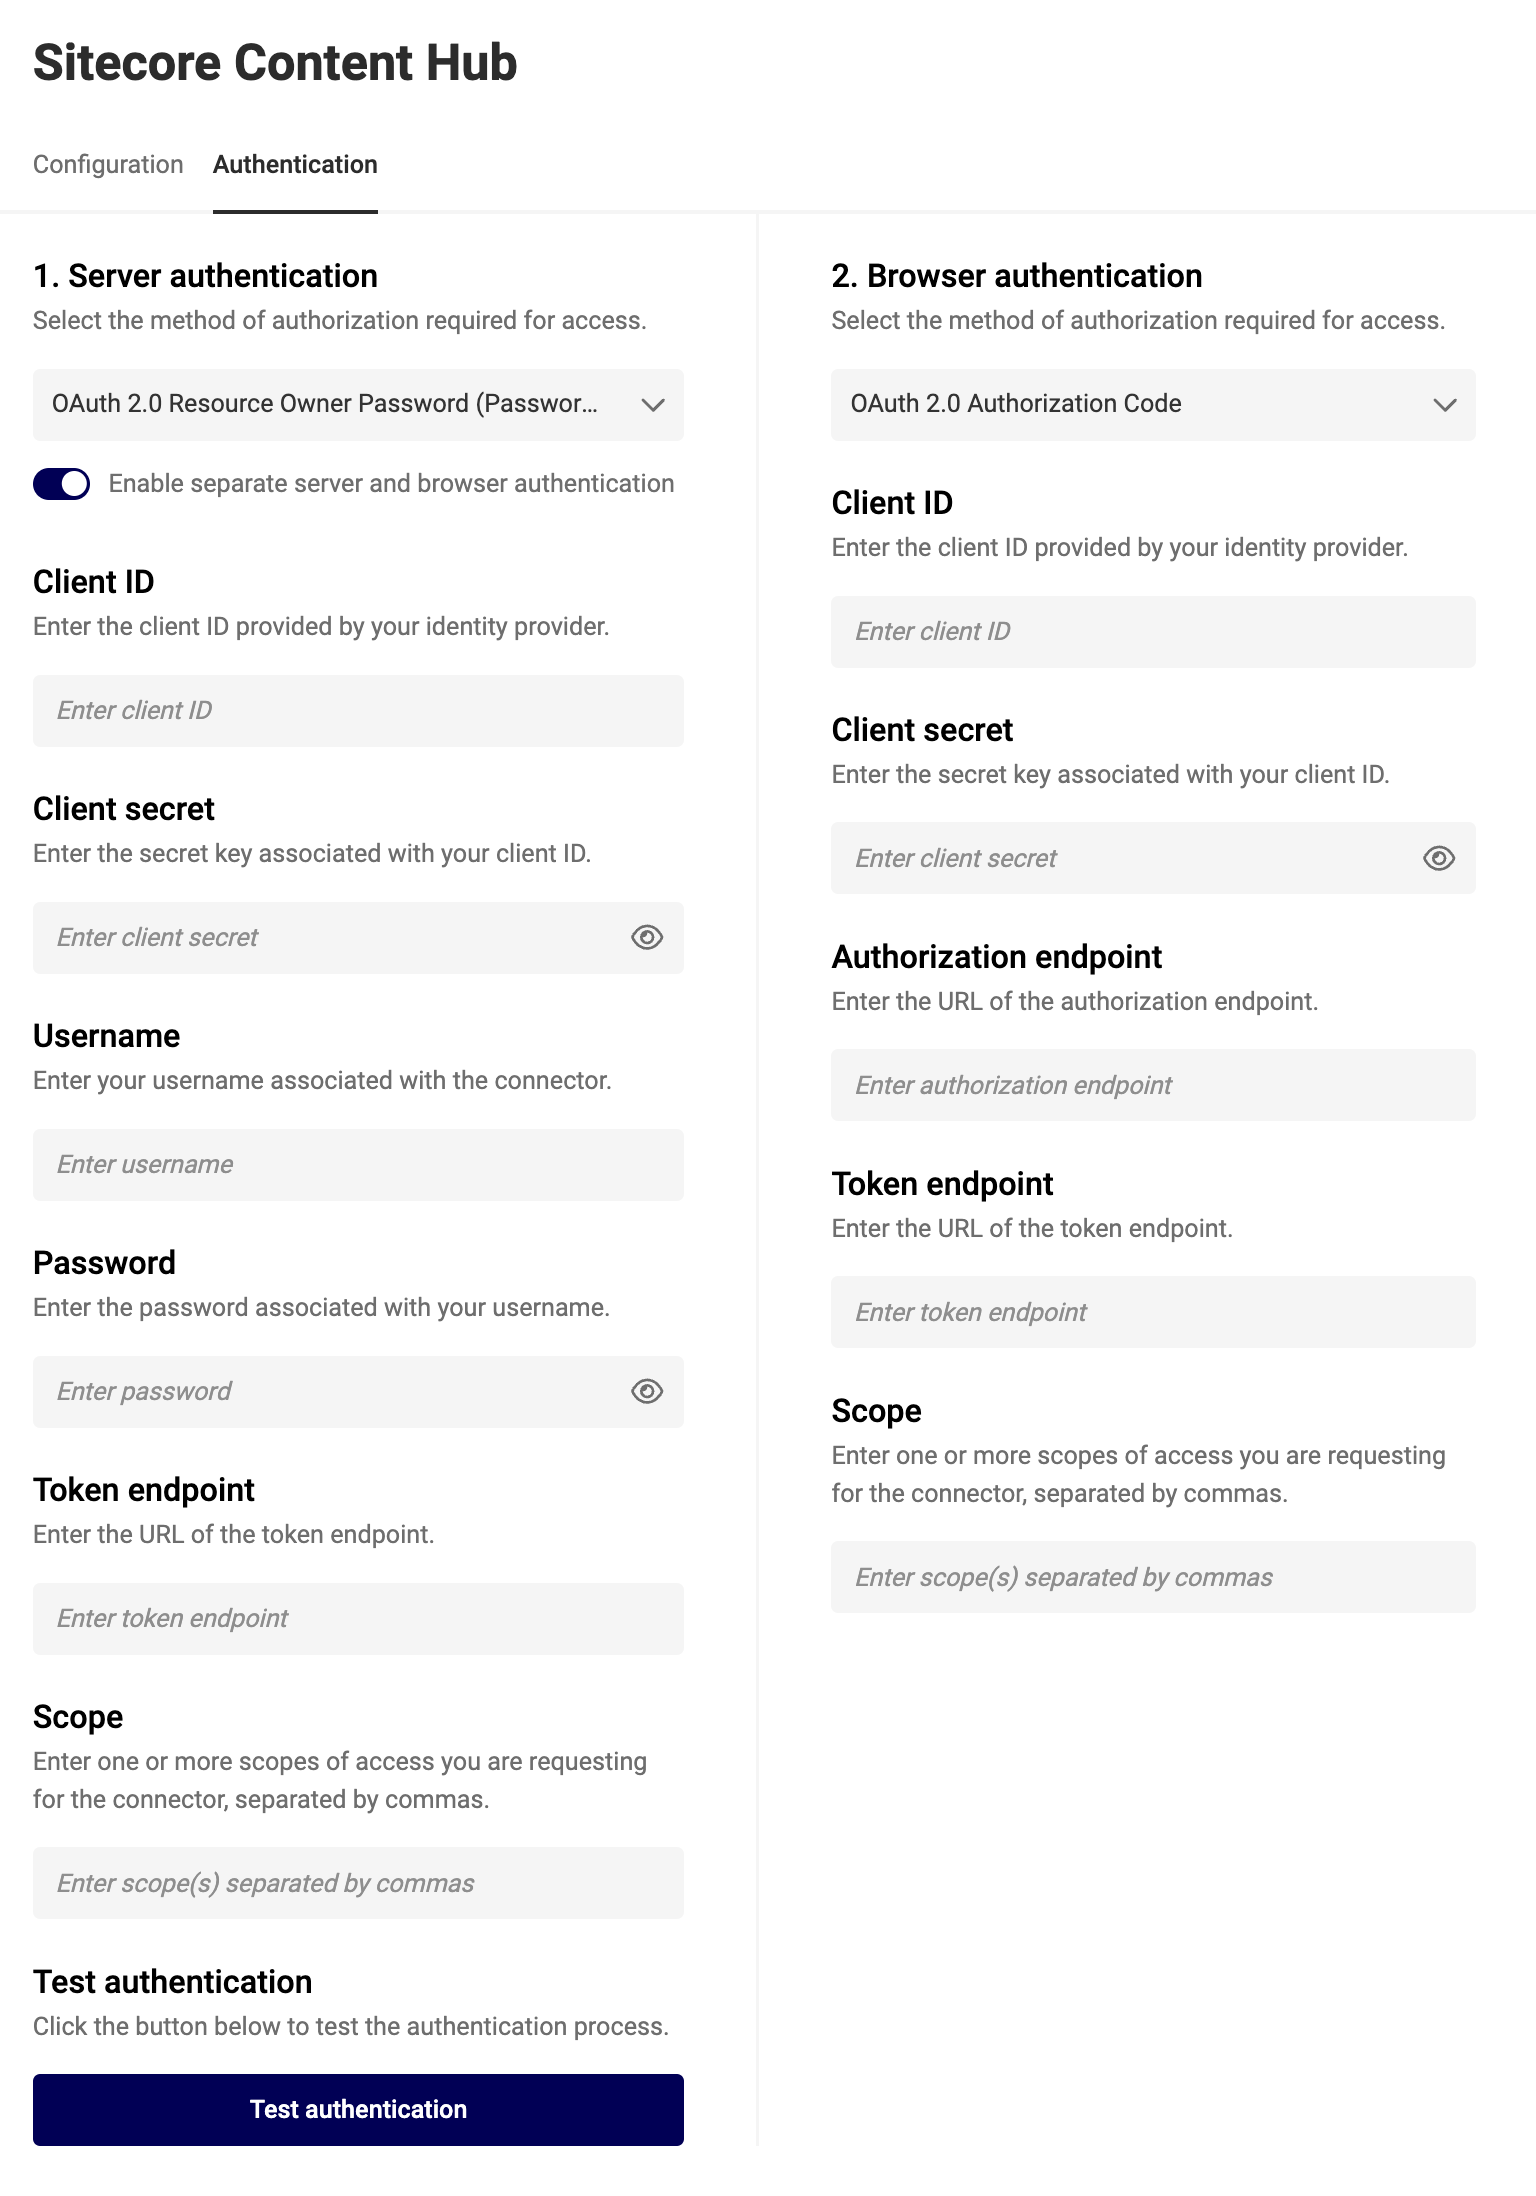 Sitecore Content Hub
Configuration Authentication
1. Server authentication
Select the method of authorization required for access.
OAuth 2.0 Resource Owner Password (Passwor...
Enable separate server and browser authentication
Client ID
Enter the client ID provided by your identity provider.
Enter client ID
Client secret
Enter the secret key associated with your client ID.
Enter client secret
Username
Enter your username associated with the connector.
Enter username
Password
Enter the password associated with your username.
Enter password
Token endpoint
Enter the URL of the token endpoint.
Enter token endpoint
Scope
Enter one or more scopes of access you are requesting
for the connector, separated by commas.
Enter scope(s) separated by commas
Test authentication
Click the button below to test the authentication process.
Test authentication
2. Browser authentication
Select the method of authorization required for access.
OAuth 2.0 Authorization Code
Client ID
Enter the client ID provided by your identity provider.
Enter client ID
Client secret
Enter the secret key associated with your client ID.
Enter client secret
Authorization endpoint
Enter the URL of the authorization endpoint.
Enter authorization endpoint
Token endpoint
Enter the URL of the token endpoint.
Enter token endpoint
Scope
Enter one or more scopes of access you are requesting
for the connector, separated by commas.
Enter scope(s) separated by commas